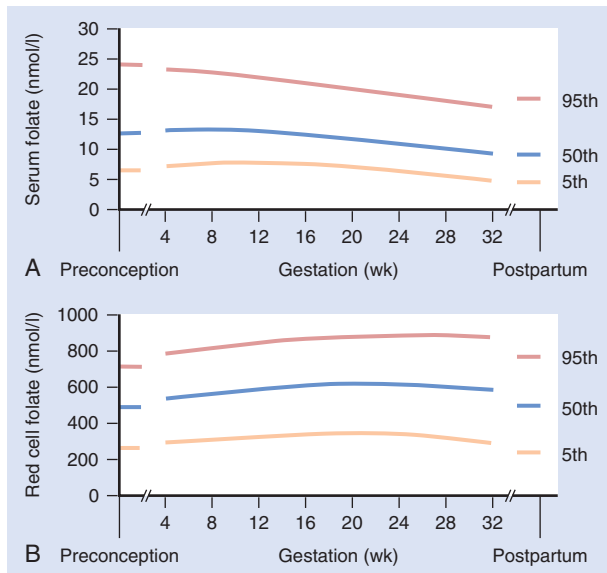 Serum folate (nmol/l)
30
25
20
15
10
5
0
95th
50th
5th
4 8 12 16 20 24 28 32
A Preconception Gestation (wk) Postpartum
Red cell folate (nmol/l)
1000
800
600
400
200
0
95th
50th
5th
4 8 12 16 20 24 28 32
B Preconception Gestation (wk) Postpartum